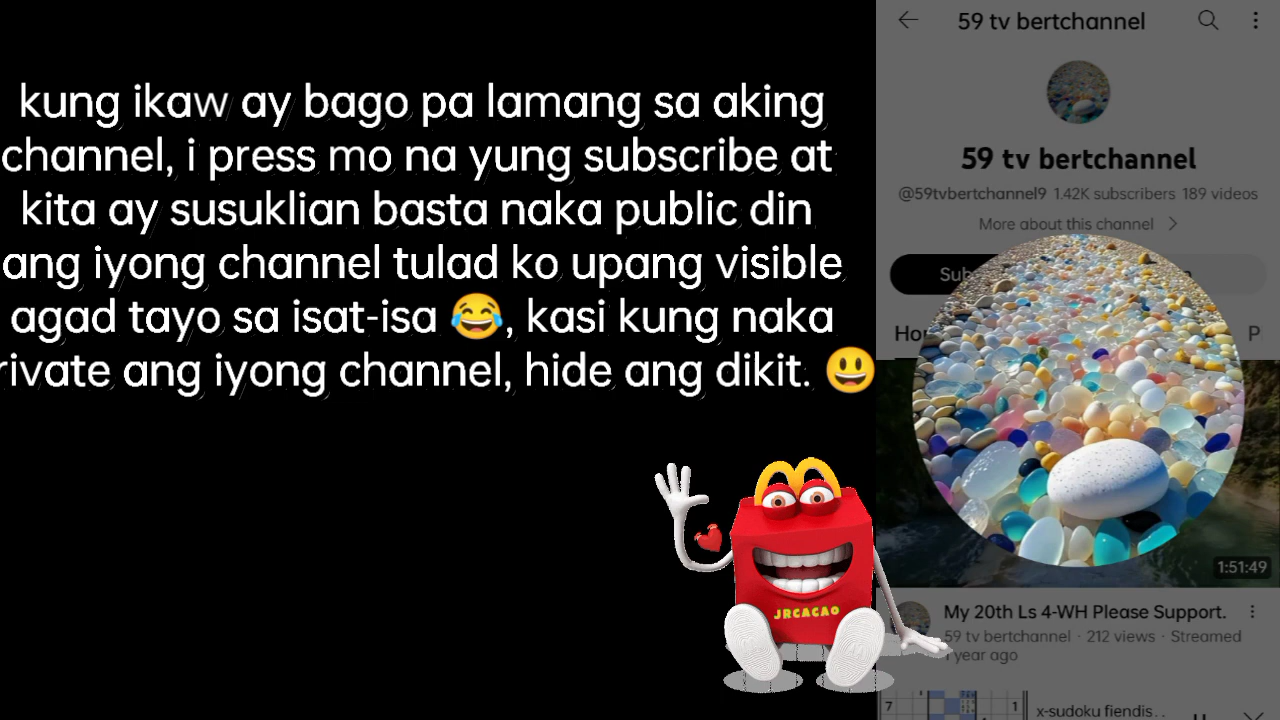 kung ikaw ay bago pa lamang sa aking
channel, i press mo na yung subscribe at
kita ay susuklian basta naka public din
ang iyong channel tulad ko upang visible
agad tayo sa isat-isa 😂, kasi kung naka
rivate ang iyong channel, hide ang dikit. 😃
JRCACAO
59 tv bertchannel
59 tv bertchannel
@59tvbertchannel9 1.42K subscribers 189 videos
More about this channel
Sub
Ho
P
1:51:49
My 20th Ls 4-WH Please Support.
59 tv bertchannel · 212 views · Streamed
1 year ago
7
1
x-sudoku fiendis..